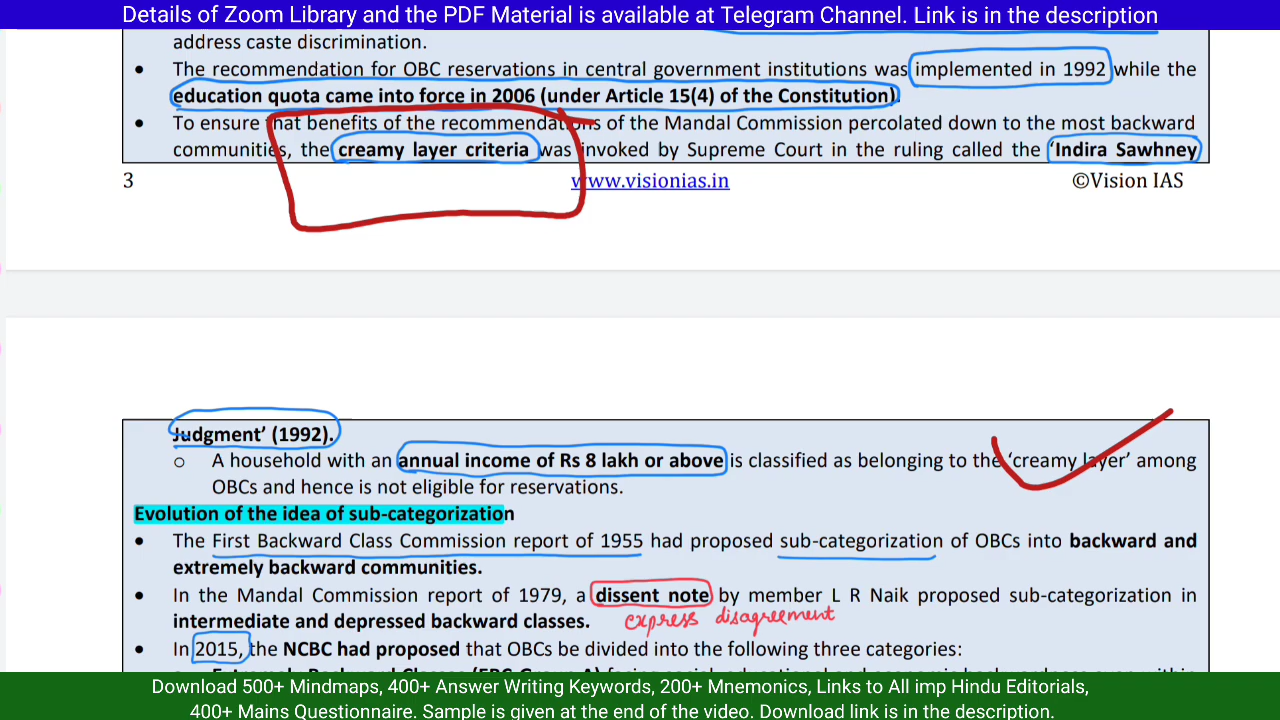 Details of Zoom Library and the PDF Material is available at Telegram Channel. Link is in the description
address caste discrimination.
• The recommendation for OBC reservations in central government institutions was implemented in 1992 while the
education quota came into force in 2006 (under Article 15(4) of the Constitution).
• To ensure that benefits of the recommendations of the Mandal Commission percolated down to the most backward
communities, the creamy layer criteria was invoked by Supreme Court in the ruling called the ‘Indira Sawhney
3 www.visionias.in ©Vision IAS
Judgment’ (1992).
o A household with an annual income of Rs 8 lakh or above is classified as belonging to the ‘creamy layer’ among
OBCs and hence is not eligible for reservations.
Evolution of the idea of sub-categorization
• The First Backward Class Commission report of 1955 had proposed sub-categorization of OBCs into backward and
extremely backward communities.
• In the Mandal Commission report of 1979, a dissent note by member L R Naik proposed sub-categorization in
intermediate and depressed backward classes.
express disagreement
• In 2015, the NCBC had proposed that OBCs be divided into the following three categories:
Download 500+ Mindmaps, 400+ Answer Writing Keywords, 200+ Mnemonics, Links to All imp Hindu Editorials,
400+ Mains Questionnaire. Sample is given at the end of the video. Download link is in the description.